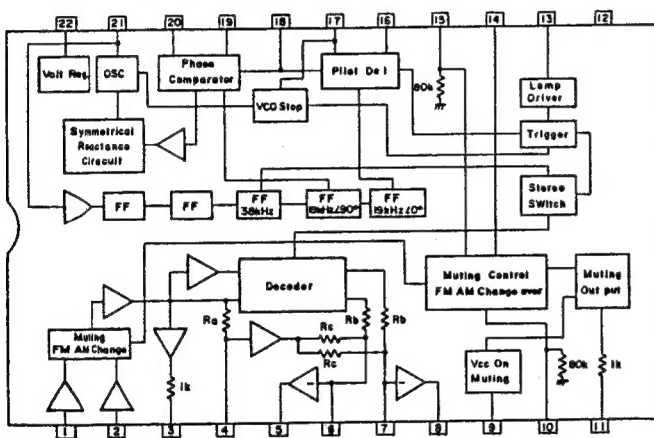 22 21 20 19 18 17 16 15 14 13 12
Volt Reg.
OSC
Phase
Comparator
Pilot De1
80k
VCO Stop
Lamp
Driver
Trigger
Symmetrical
Reactance
Circuit
FF
FF
FF
38kHz
FF
19kHz∠90°
FF
19kHz∠0°
Stereo
SWitch
Decoder
Muting Control
FM AM Change over
Muting
Out put
Muting
FM AM Change
Ra
Rc
Rc
Rb
Rb
1k
Vcc On
Muting
80k
1k
1 2 3 4 5 6 7 8 9 10 11